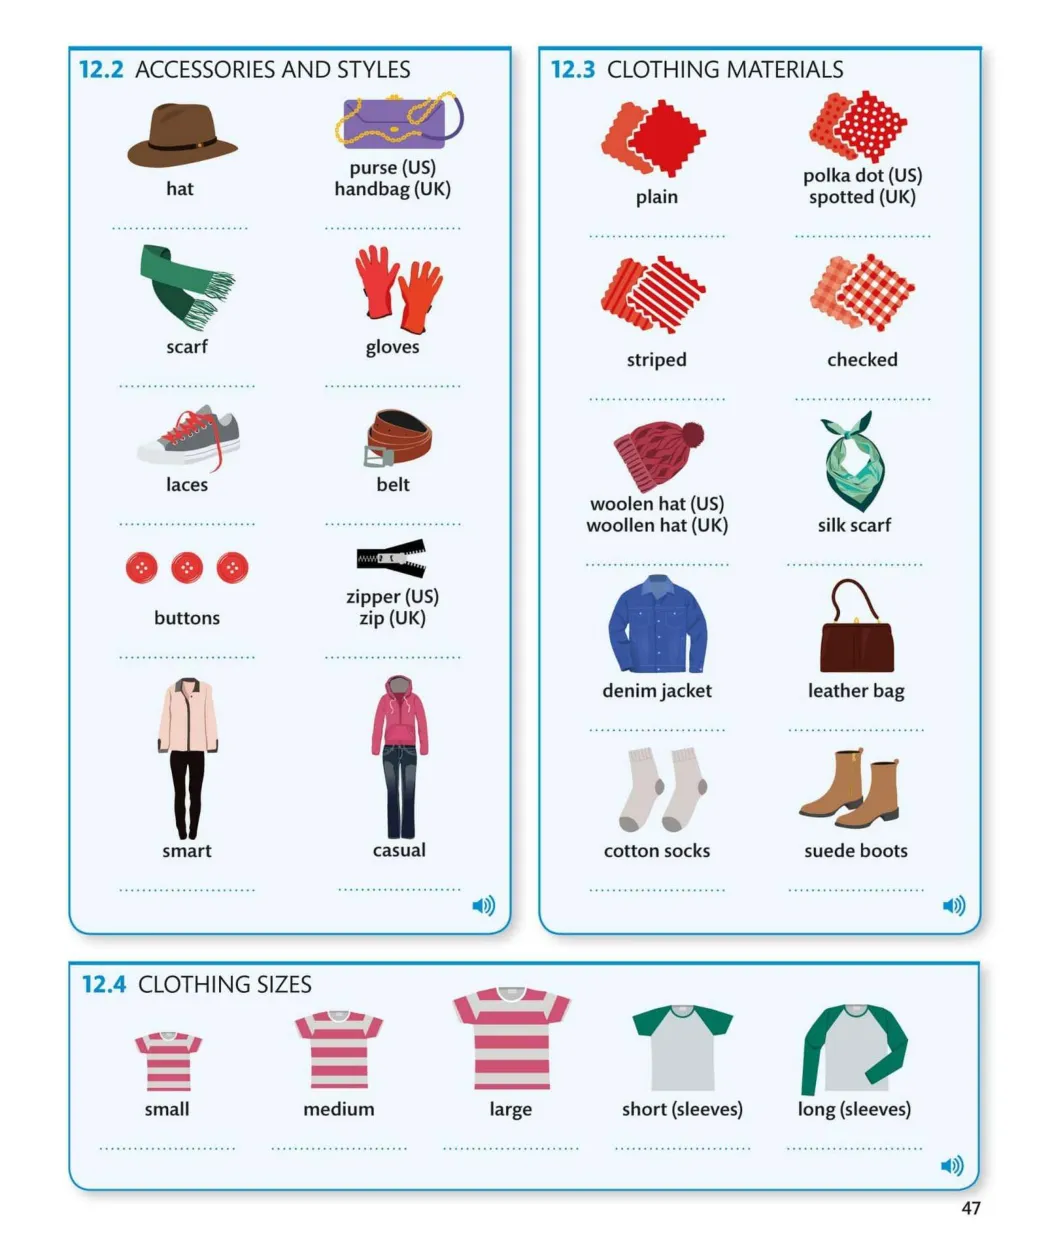 12.2 ACCESSORIES AND STYLES
hat
purse (US)
handbag (UK)
scarf
gloves
laces
belt
buttons
zipper (US)
zip (UK)
smart
casual
12.3 CLOTHING MATERIALS
plain
polka dot (US)
spotted (UK)
striped
checked
woolen hat (US)
woollen hat (UK)
silk scarf
denim jacket
leather bag
cotton socks
suede boots
12.4 CLOTHING SIZES
small
medium
large
short (sleeves)
long (sleeves)
47